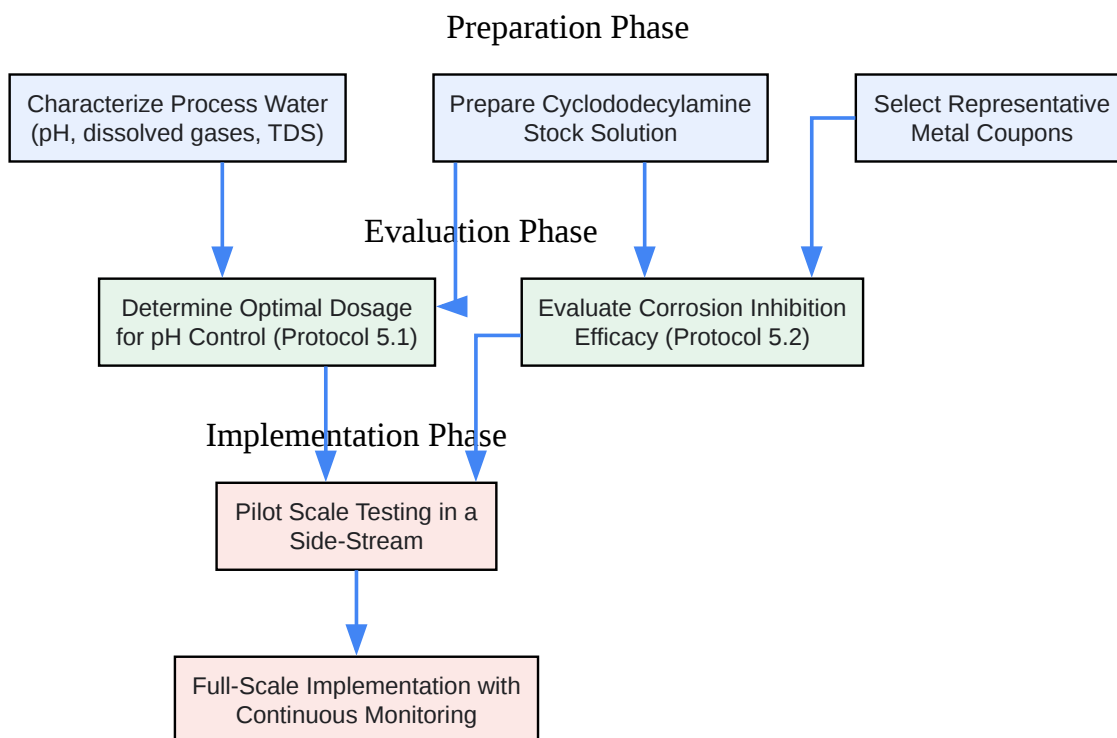 Preparation Phase
Characterize Process Water
(pH, dissolved gases, TDS)
Prepare Cyclododecylamine
Stock Solution
Select Representative
Metal Coupons
Evaluation Phase
Determine Optimal Dosage
for pH Control (Protocol 5.1)
Evaluate Corrosion Inhibition
Efficacy (Protocol 5.2)
Implementation Phase
Pilot Scale Testing in a
Side-Stream
Full-Scale Implementation with
Continuous Monitoring